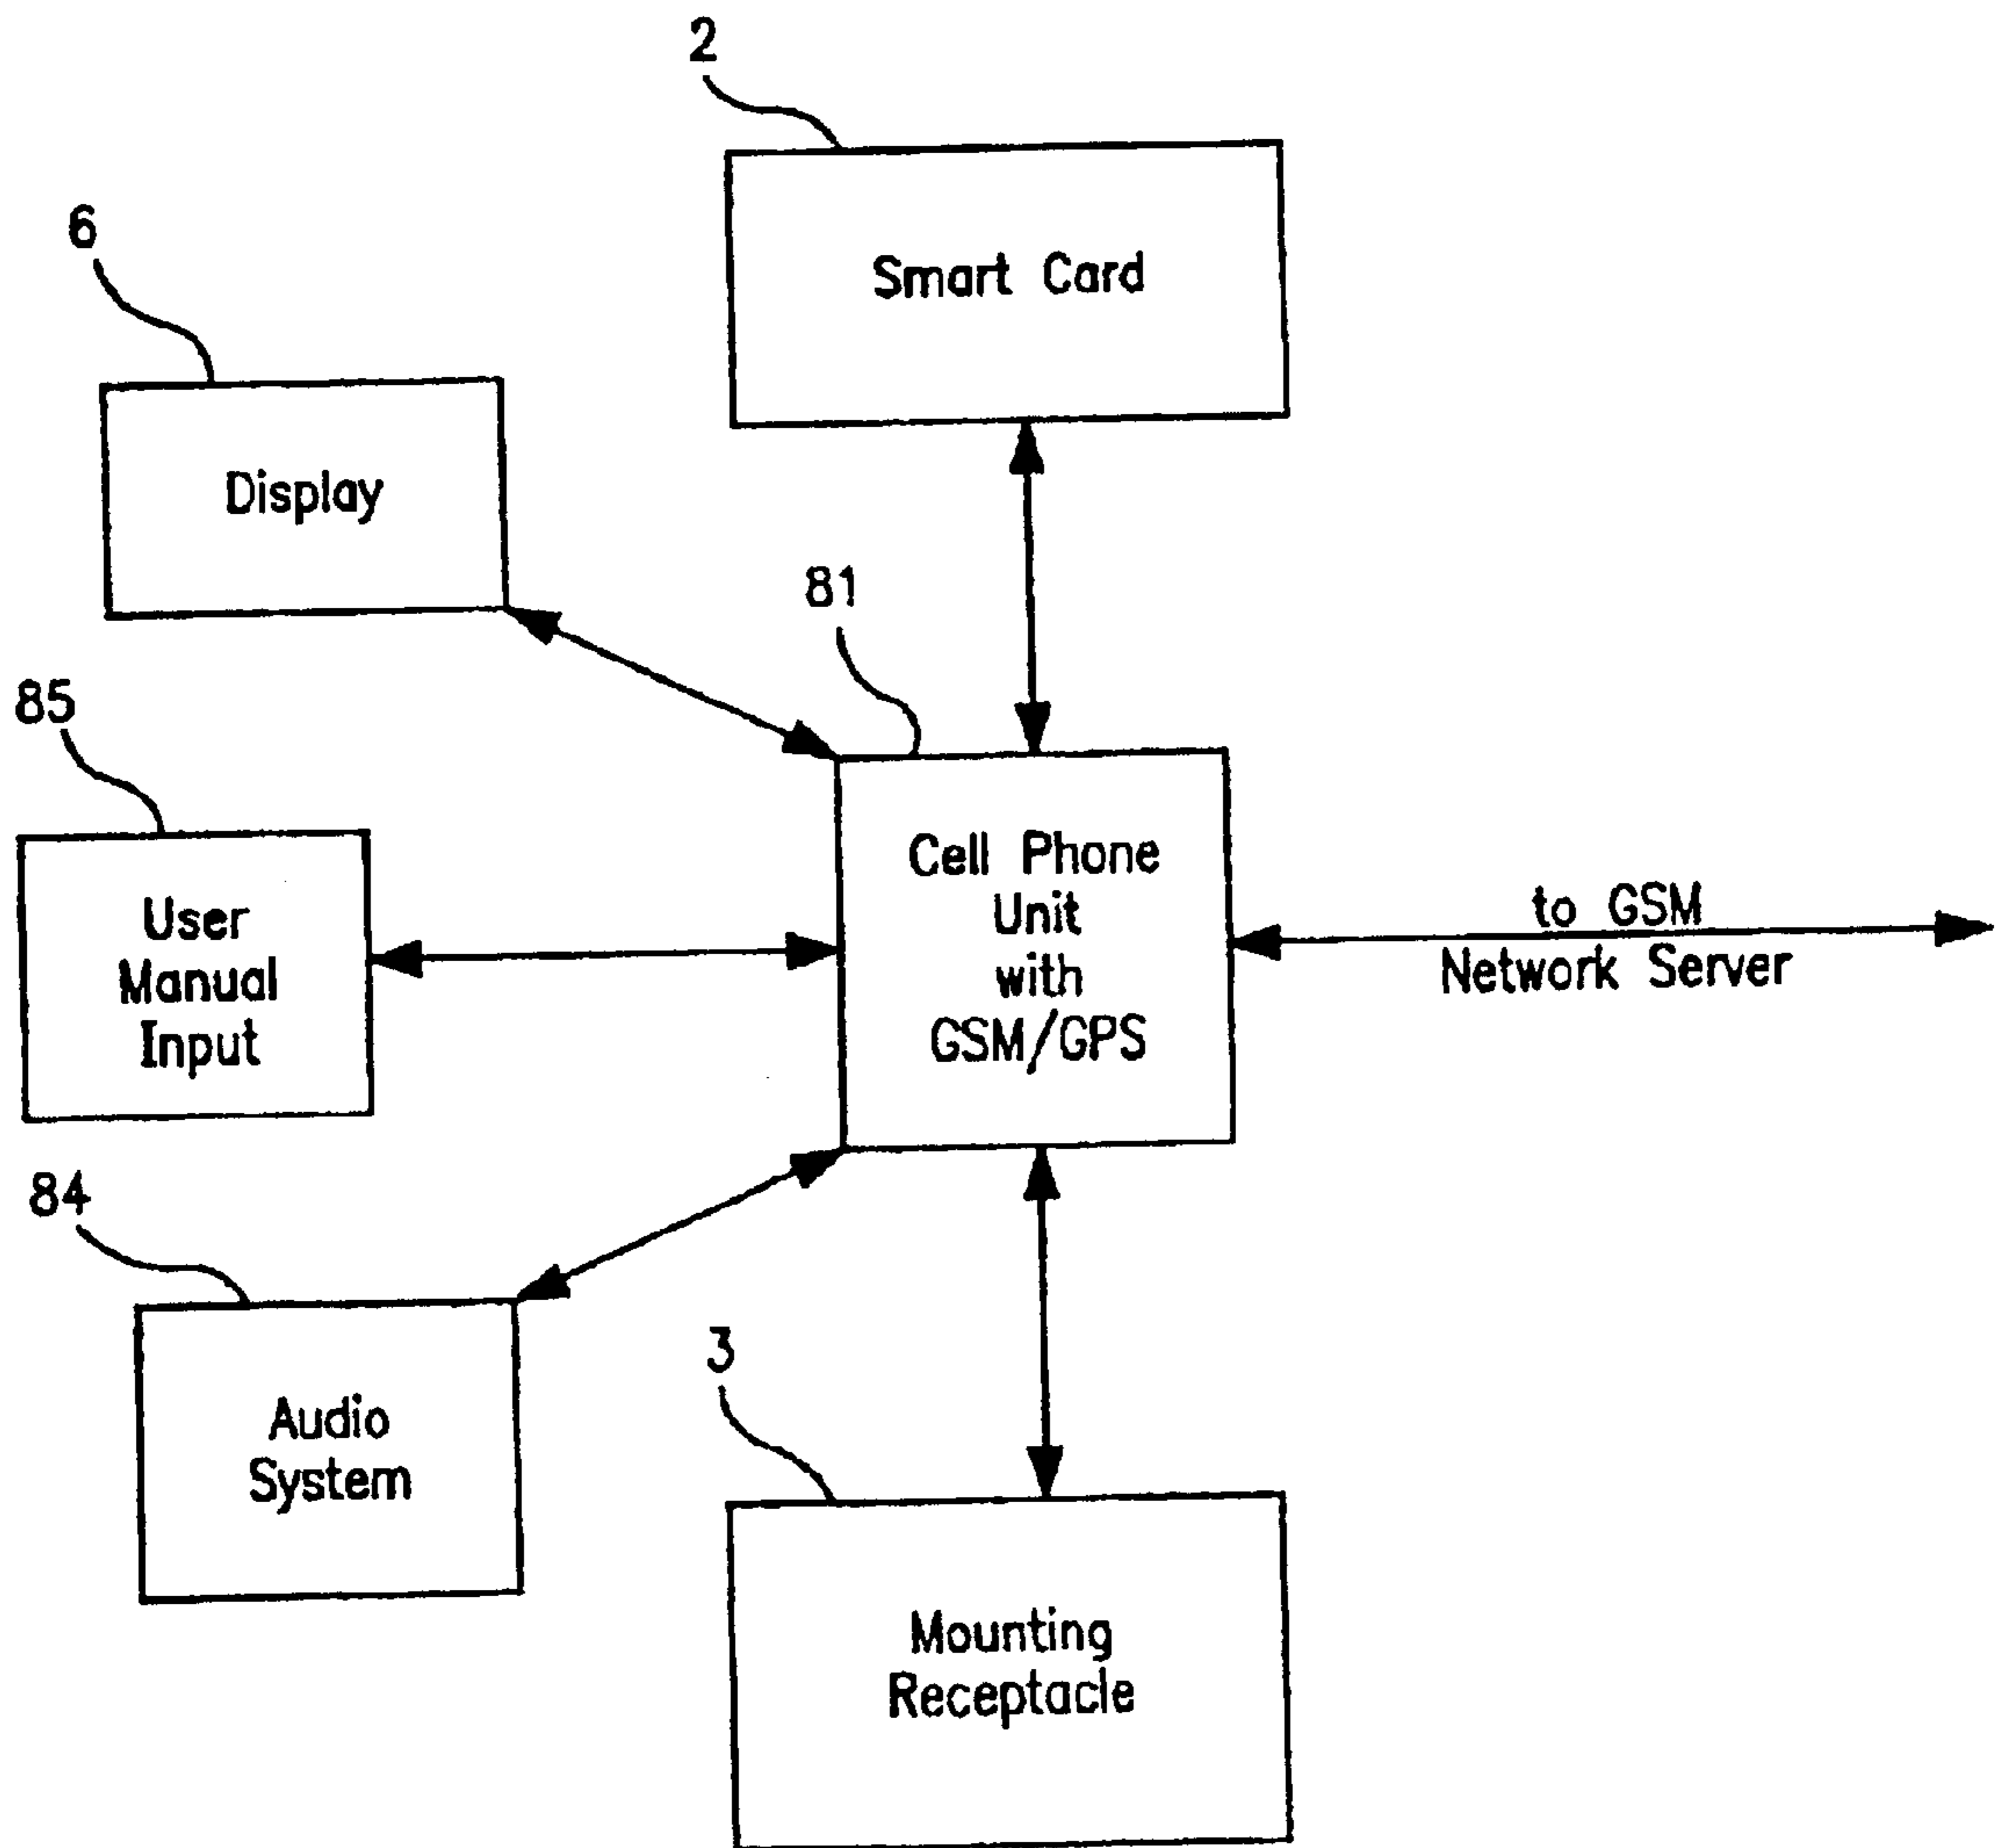 2
Smart Card
6
Display
81
85
User
Manual
Input
Cell Phone
Unit
with
GSM/GPS
to GSM
Network Server
84
Audio
System
3
Mounting
Receptacle